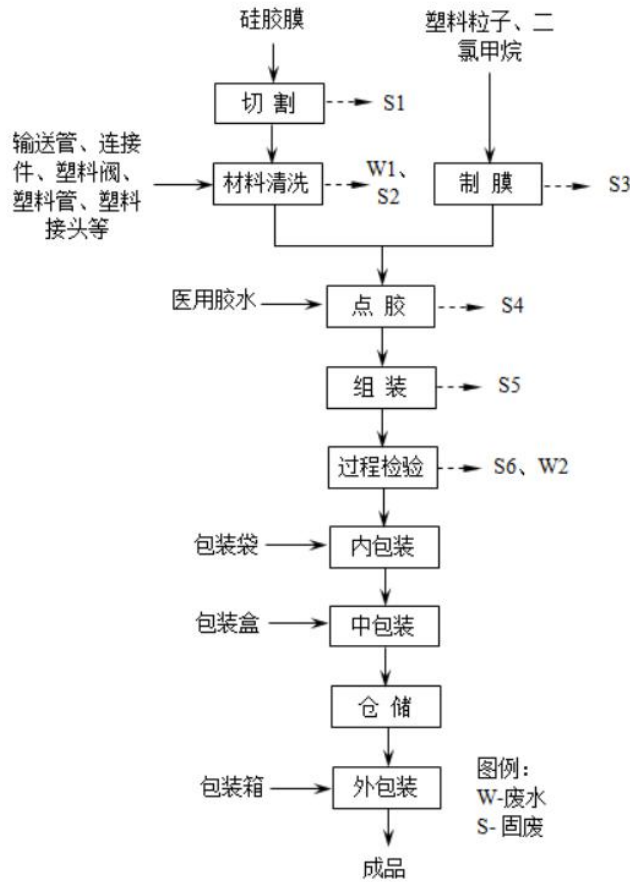 硅胶膜
塑料粒子、二
氯甲烷
切 割
S1
输送管、连接
件、塑料阀、
塑料管、塑料
接头等
材料清洗
W1、
S2
制 膜
S3
医用胶水
点 胶
S4
组 装
S5
过程检验
S6、W2
包装袋
内包装
包装盒
中包装
仓 储
包装箱
外包装
图例：
W-废水
S- 固废
成品